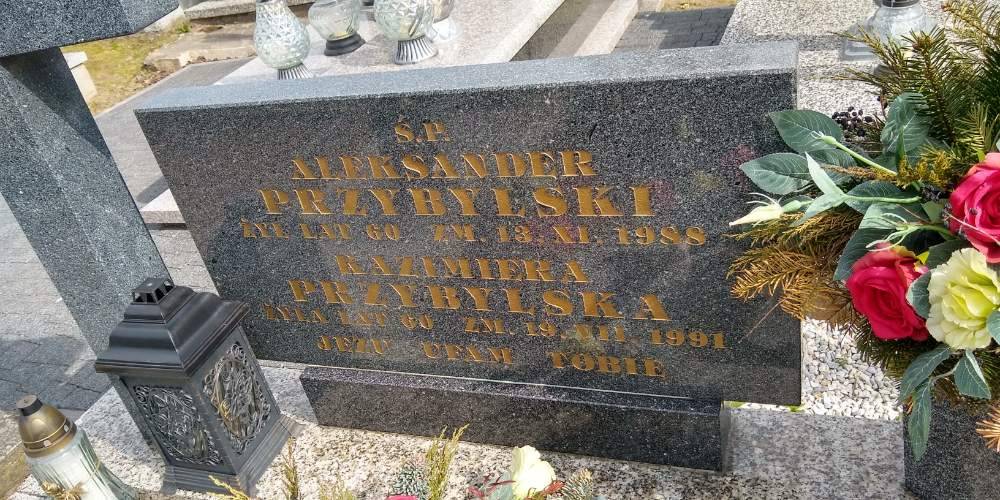 Ś.P.
ALEKSANDER
PRZYBYLSKI
ŻYŁ LAT 60 ZM. 13. XI. 1988
KAZIMIERA
PRZYBYLSKA
ŻYŁA LAT 60 ZM. 19. VII. 1991
JEZU UFAM TOBIE